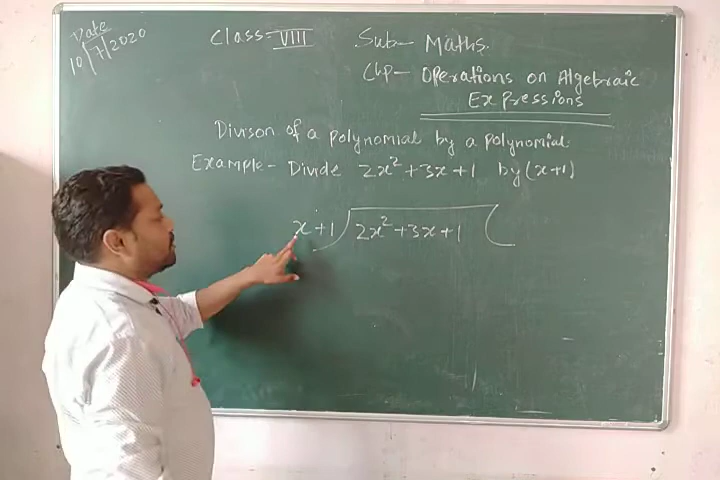 Date
10/7/2020
Class:- VIII
Sub:- Maths.
Chp- Operations on Algebraic
Expressions
Divison of a polynomial by a polynomial.
Example- Divide 2x²+3x+1 by (x+1)
x+1) 2x²+3x+1 (